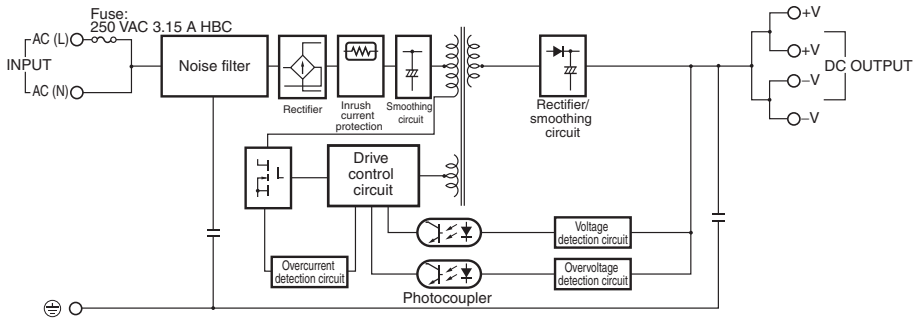 Fuse:
250 VAC 3.15 A HBC
AC (L)
INPUT
AC (N)
Noise filter
Rectifier
Inrush
current
protection
Smoothing
circuit
Rectifier/
smoothing
circuit
+V
+V
DC OUTPUT
−V
−V
Drive
control
circuit
Overcurrent
detection circuit
Voltage
detection circuit
Overvoltage
detection circuit
Photocoupler